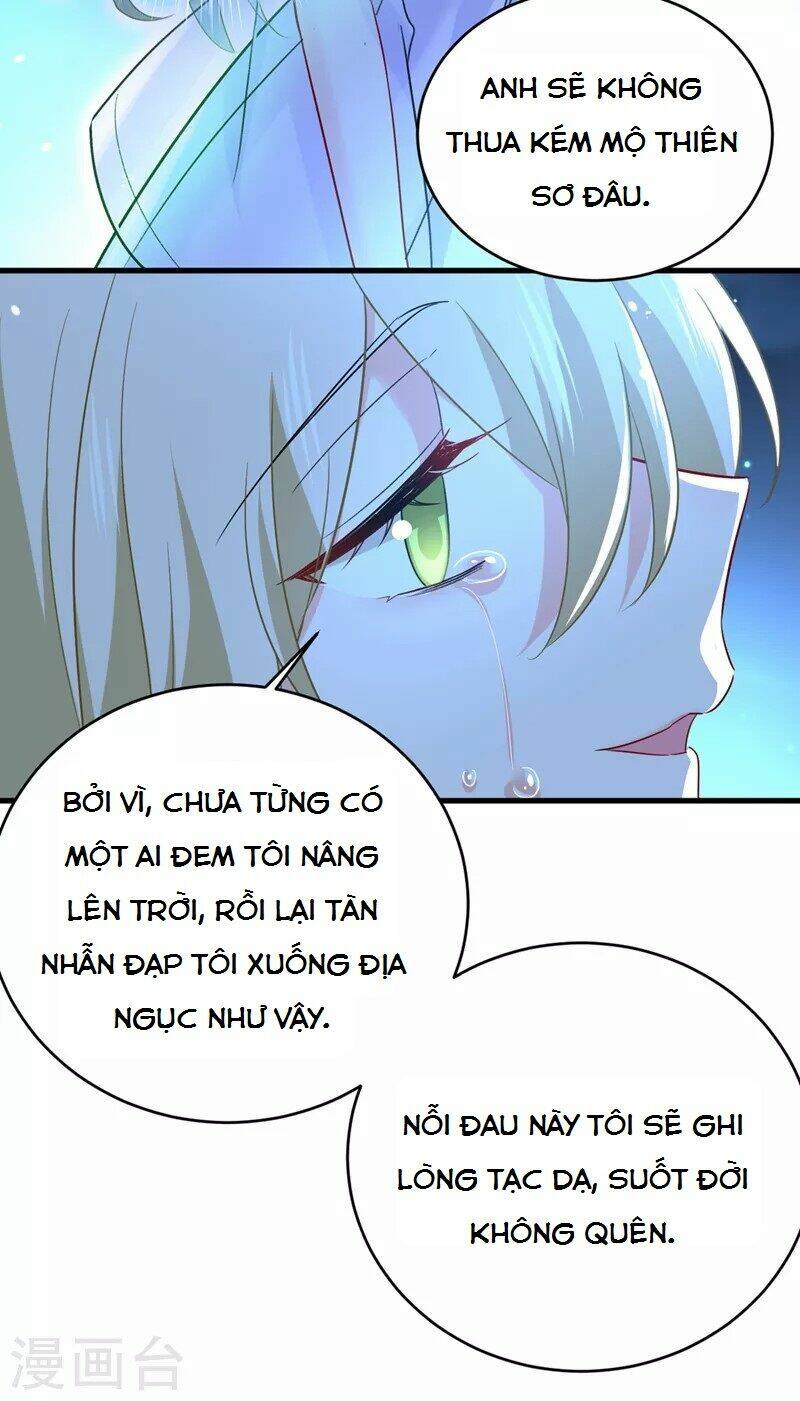 ANH SẼ KHÔNG
THUA KÉM MỘ THIÊN
SƠ ĐÂU.
BỞI VÌ, CHƯA TỪNG CÓ
MỘT AI ĐEM TÔI NÂNG
LÊN TRỜI, RỒI LẠI TÀN
NHẪN ĐẠP TÔI XUỐNG ĐỊA
NGỤC NHƯ VẬY.
NỖI ĐAU NÀY TÔI SẼ GHI
LÒNG TẠC DẠ, SUỐT ĐỜI
KHÔNG QUÊN.
漫画台